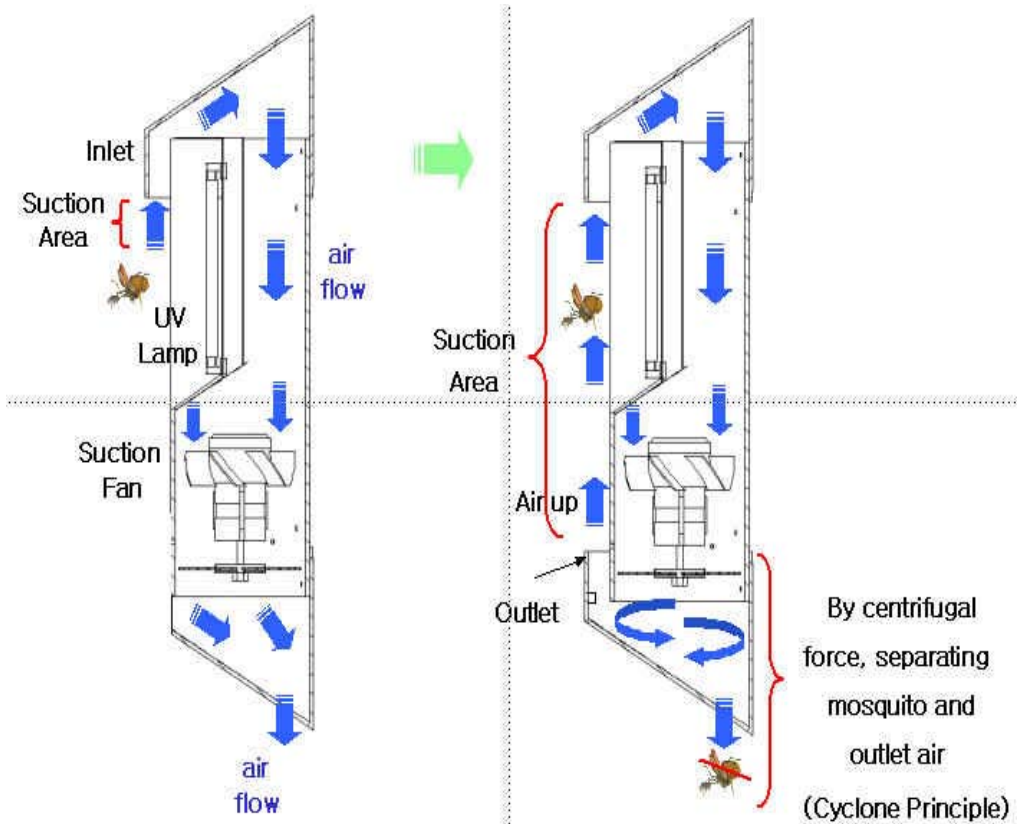 Inlet
Suction
Area
air
flow
UV
Lamp
Suction
Fan
air
flow
Suction
Area
Air up
Outlet
By centrifugal
force, separating
mosquito and
outlet air
(Cyclone Principle)